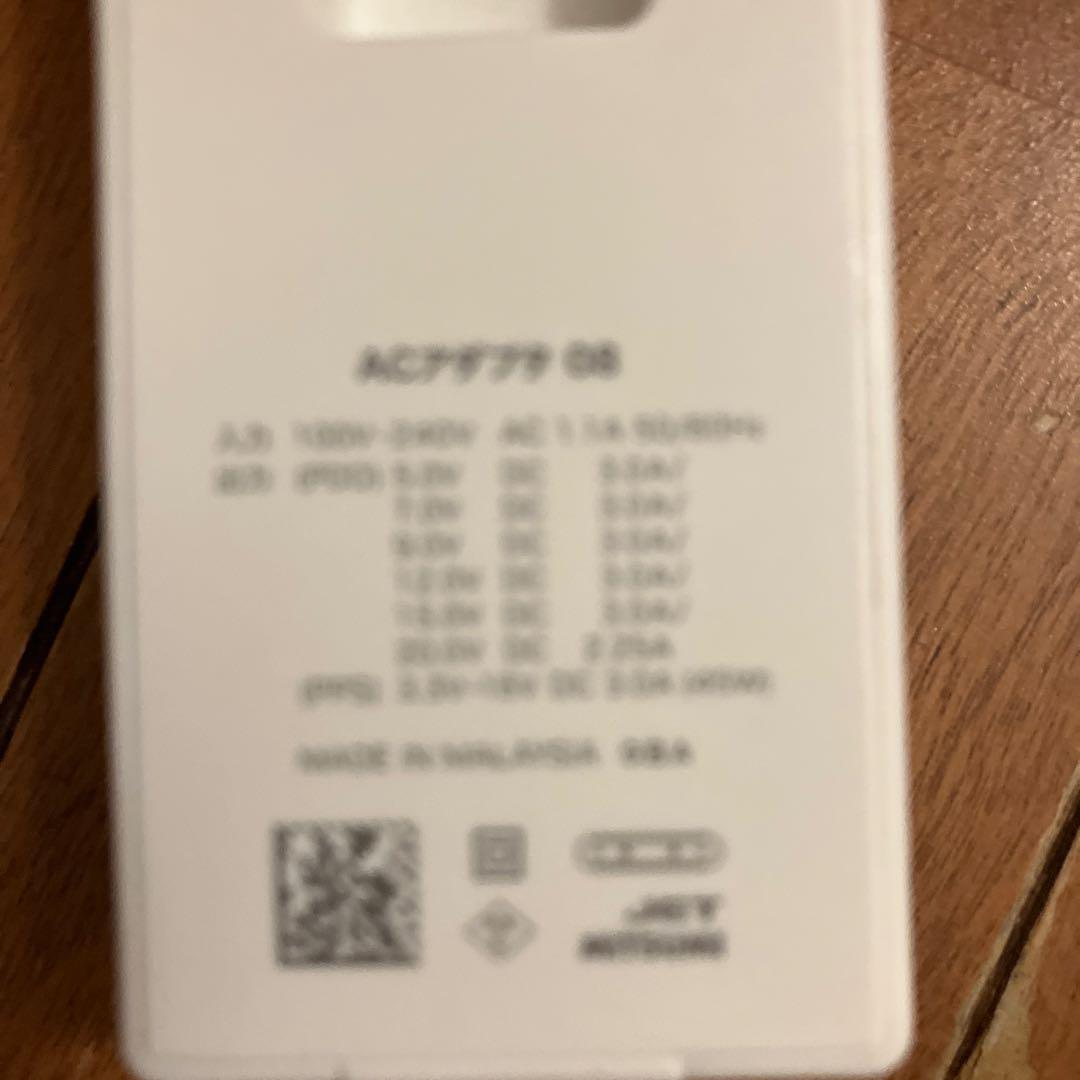 ACアダプタ 08
入力 100V-240V AC 1.1A 50/60Hz
出力 (PDO) 5.0V DC 3.0A/
7.0V DC 3.0A/
9.0V DC 3.0A/
12.0V DC 3.0A/
15.0V DC 3.0A/
20.0V DC 2.25A
(PPS) 3.3V-16V DC 3.0A (45W)
MADE IN MALAYSIA
JET
MITSUMI